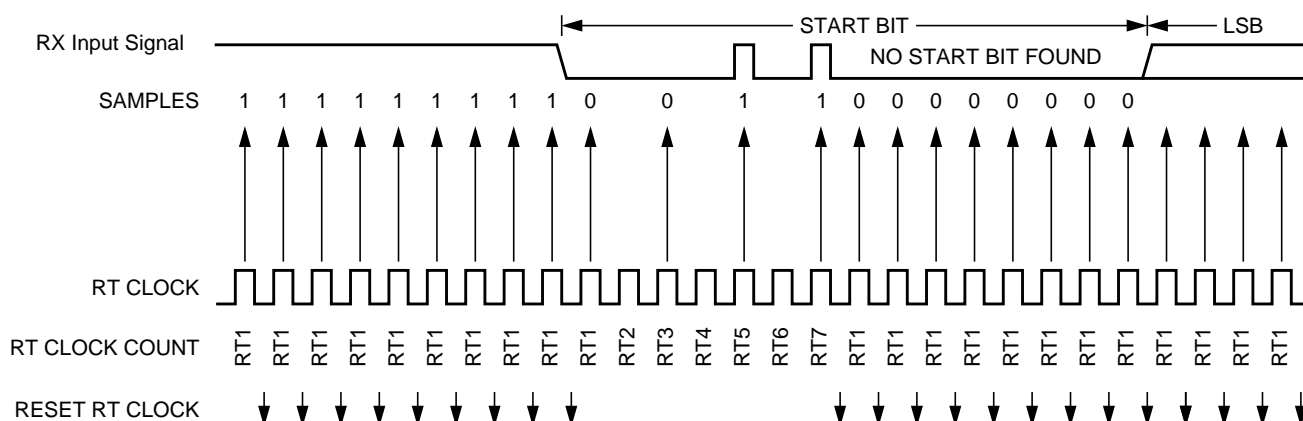 START BIT LSB
RX Input Signal NO START BIT FOUND
SAMPLES 1 1 1 1 1 1 1 1 1 0 0 1 1 0 0 0 0 0 0 0 0
RT CLOCK
RT CLOCK COUNT RT1 RT1 RT1 RT1 RT1 RT1 RT1 RT1 RT1 RT1 RT2 RT3 RT4 RT5 RT6 RT7 RT1 RT1 RT1 RT1 RT1 RT1 RT1 RT1 RT1 RT1 RT1 RT1
RESET RT CLOCK